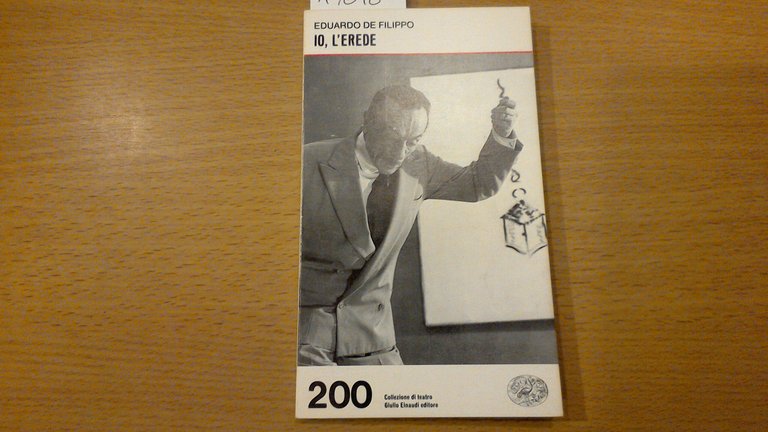 EDUARDO DE FILIPPO
IO, L'EREDE
200
Collezione di teatro
Giulio Einaudi editore